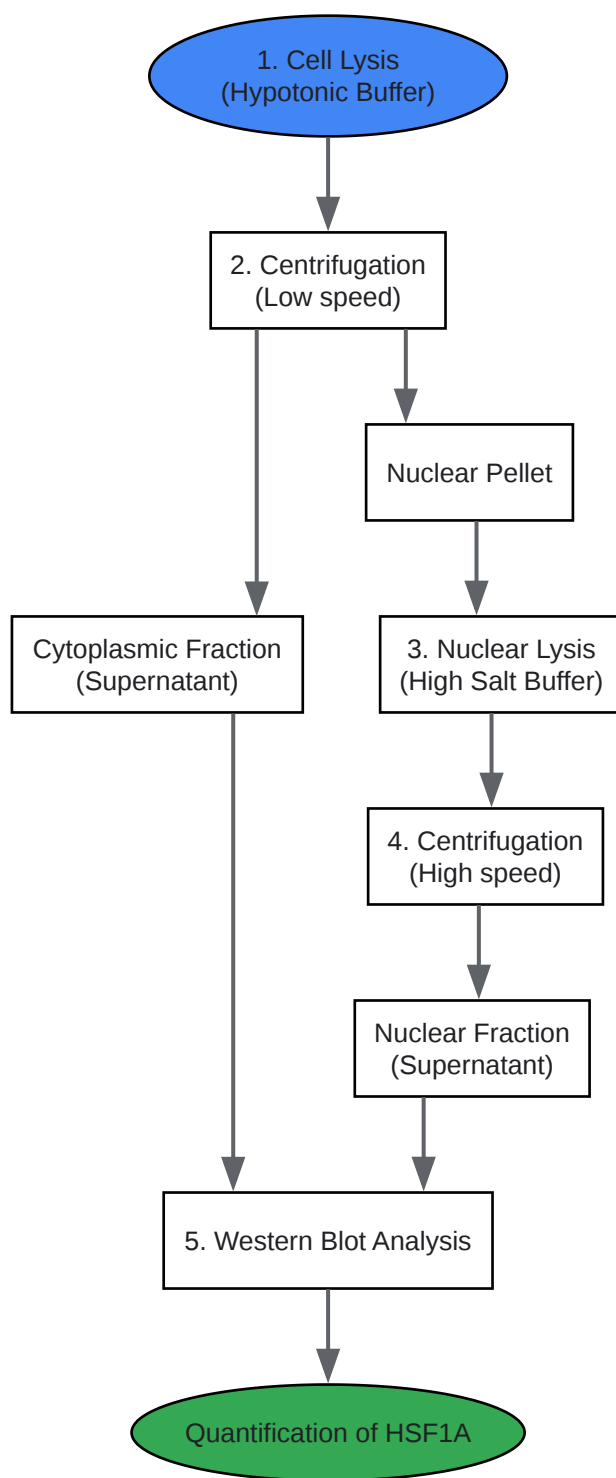 1. Cell Lysis
(Hypotonic Buffer)
2. Centrifugation
(Low speed)
Nuclear Pellet
Cytoplasmic Fraction
(Supernatant)
3. Nuclear Lysis
(High Salt Buffer)
4. Centrifugation
(High speed)
Nuclear Fraction
(Supernatant)
5. Western Blot Analysis
Quantification of HSF1A